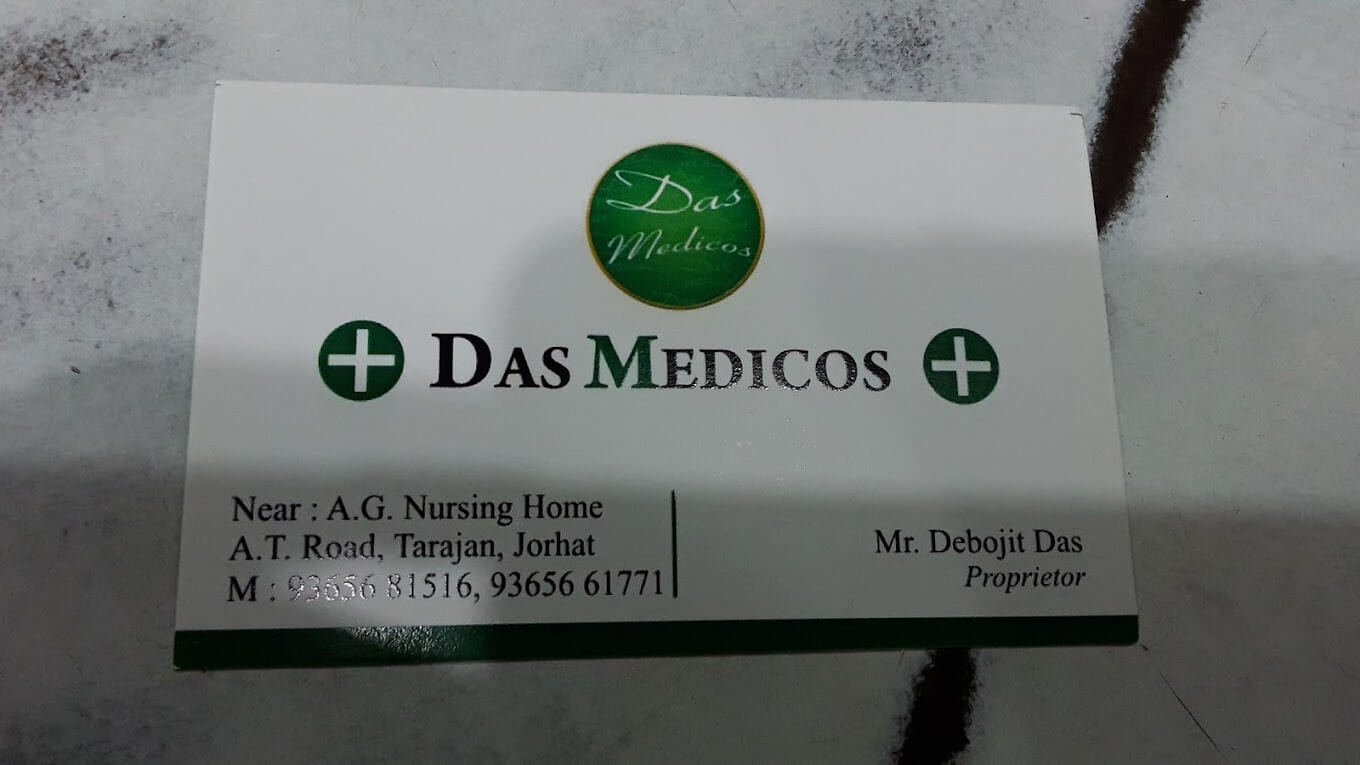 Das
Medicos
DAS MEDICOS
Near : A.G. Nursing Home
A.T. Road, Tarajan, Jorhat
M : 93656 81516, 93656 61771
Mr. Debojit Das
Proprietor